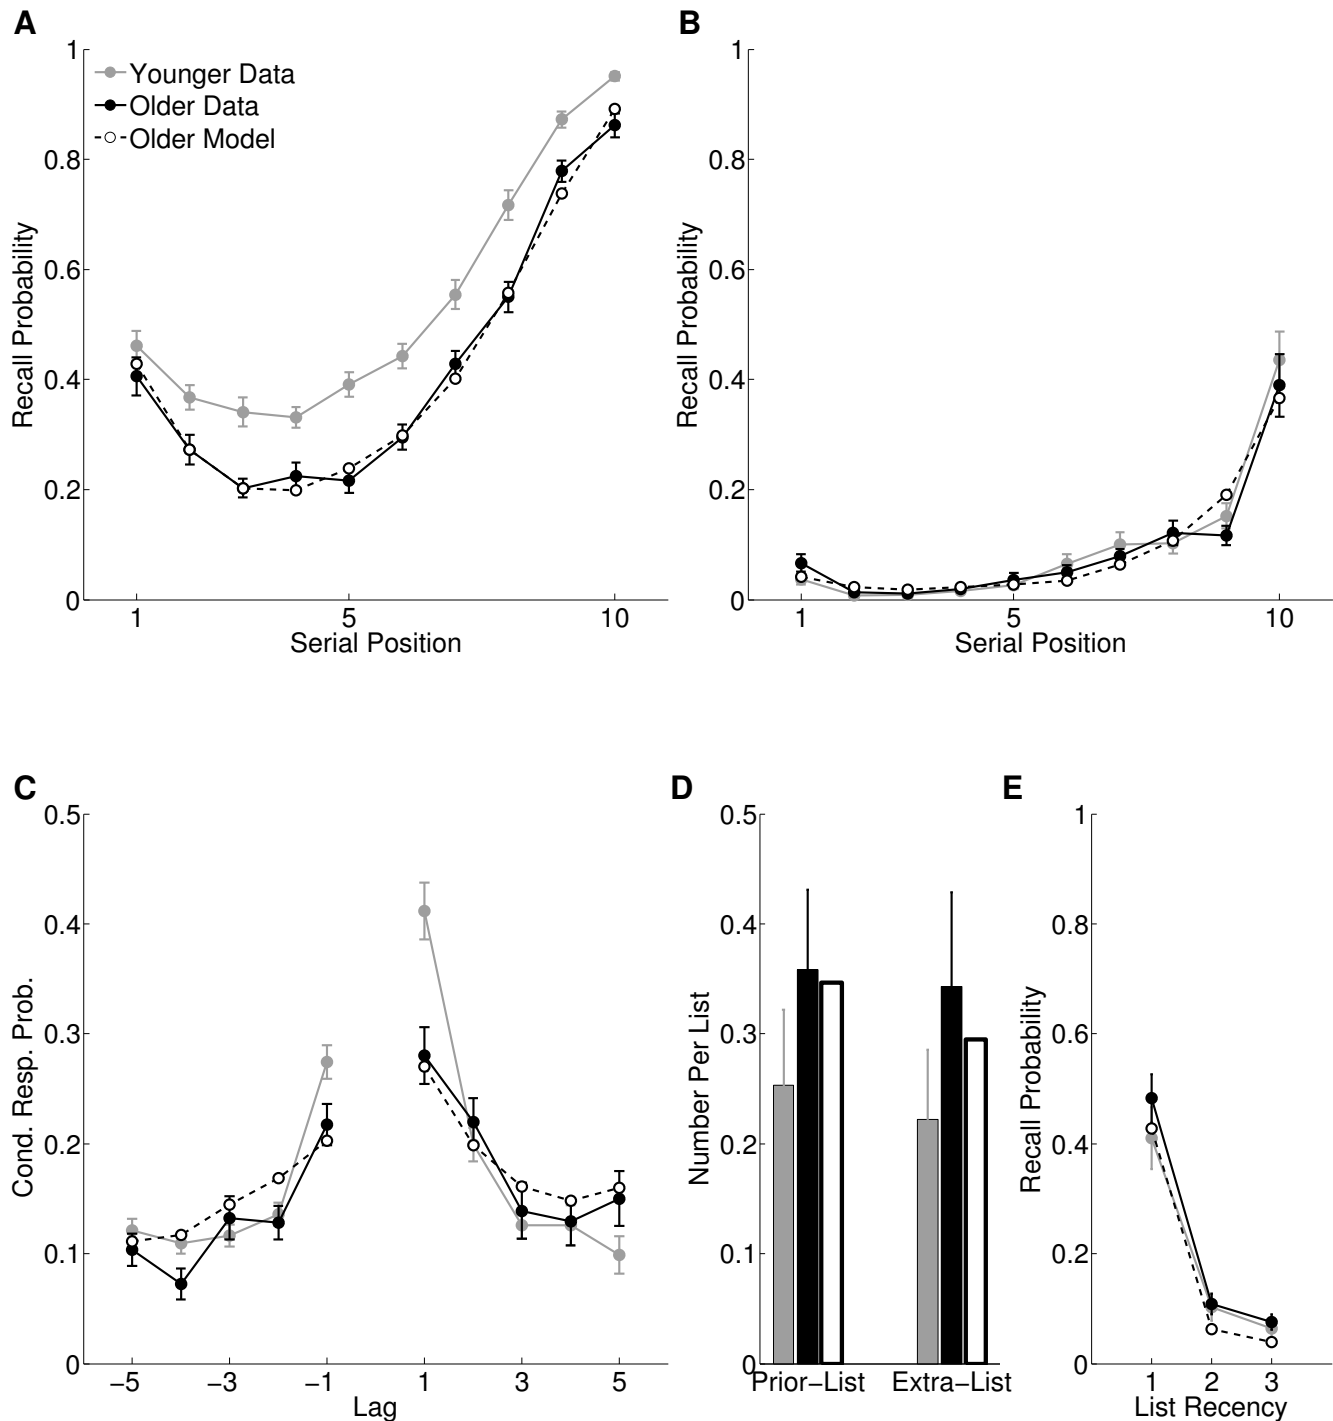 A
1
0.8
0.6
0.4
0.2
0
Recall Probability
Younger Data
Older Data
Older Model
1
5
10
Serial Position
B
1
0.8
0.6
0.4
0.2
0
Recall Probability
1
5
10
Serial Position
C
0.5
0.4
0.3
0.2
0.1
0
Cond. Resp. Prob.
−5
−3
−1
1
3
5
Lag
D
0.5
0.4
0.3
0.2
0.1
0
Number Per List
Prior−List
Extra−List
E
1
0.8
0.6
0.4
0.2
0
Recall Probability
1
2
3
List Recency